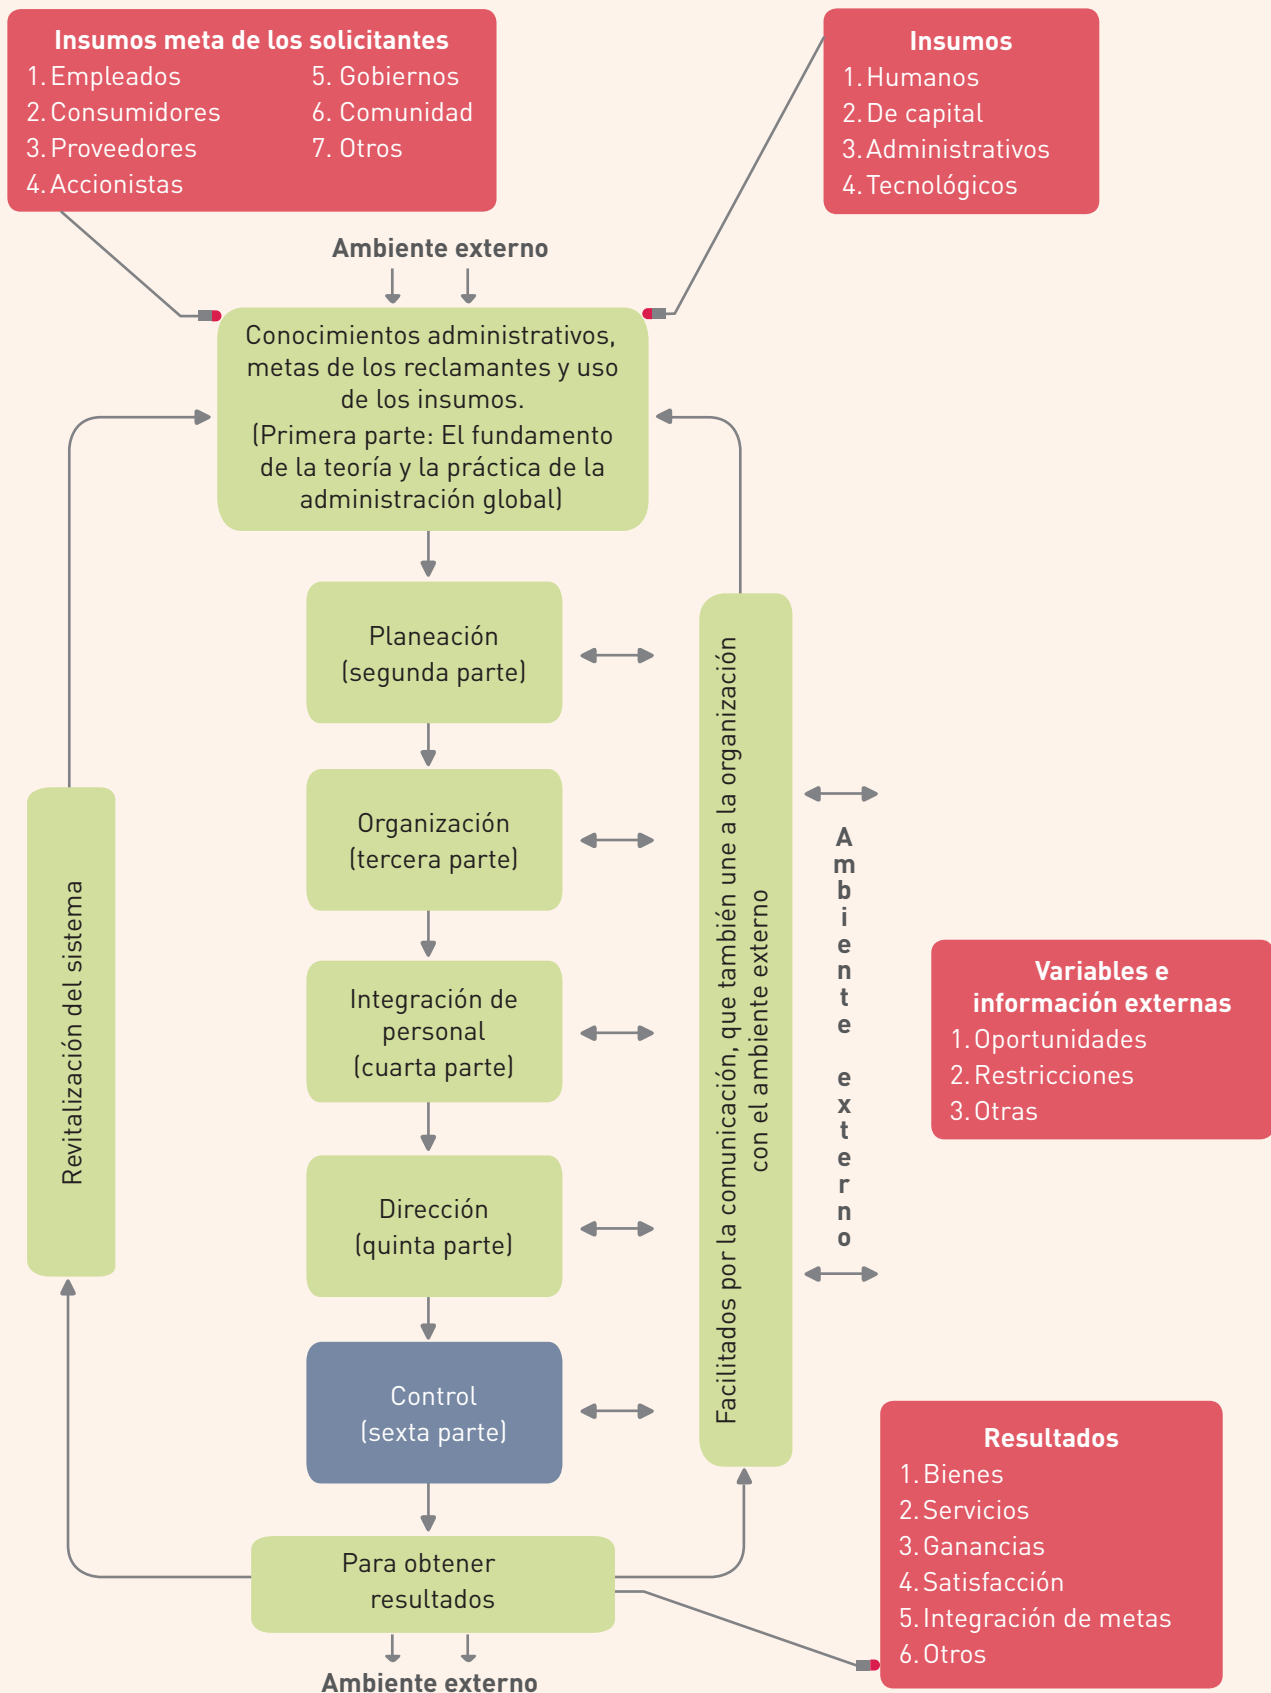 Insumos meta de los solicitantes
1. Empleados
2. Consumidores
3. Proveedores
4. Accionistas
5. Gobiernos
6. Comunidad
7. Otros
Insumos
1. Humanos
2. De capital
3. Administrativos
4. Tecnológicos
Ambiente externo
Conocimientos administrativos,
metas de los reclamantes y uso
de los insumos.
(Primera parte: El fundamento
de la teoría y la práctica de la
administración global)
Planeación
(segunda parte)
Organización
(tercera parte)
Integración de
personal
(cuarta parte)
Dirección
(quinta parte)
Control
(sexta parte)
Para obtener
resultados
Ambiente externo
Revitalización del sistema
Facilitados por la comunicación, que también une a la organización
con el ambiente externo
Ambiente externo
Variables e
información externas
1. Oportunidades
2. Restricciones
3. Otras
Resultados
1. Bienes
2. Servicios
3. Ganancias
4. Satisfacción
5. Integración de metas
6. Otros